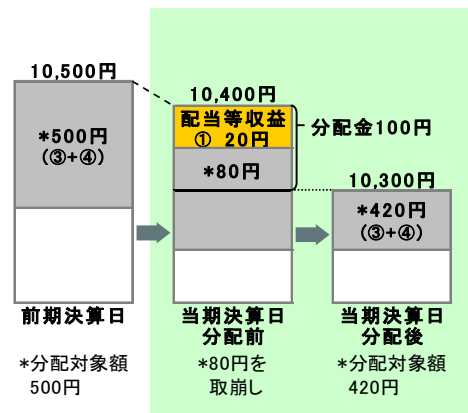 10,500円
*500円
(③+④)
前期決算日
*分配対象額
500円
10,400円
配当等収益
① 20円
*80円
分配金100円
当期決算日
分配前
*80円を
取崩し
10,300円
*420円
(③+④)
当期決算日
分配後
*分配対象額
420円